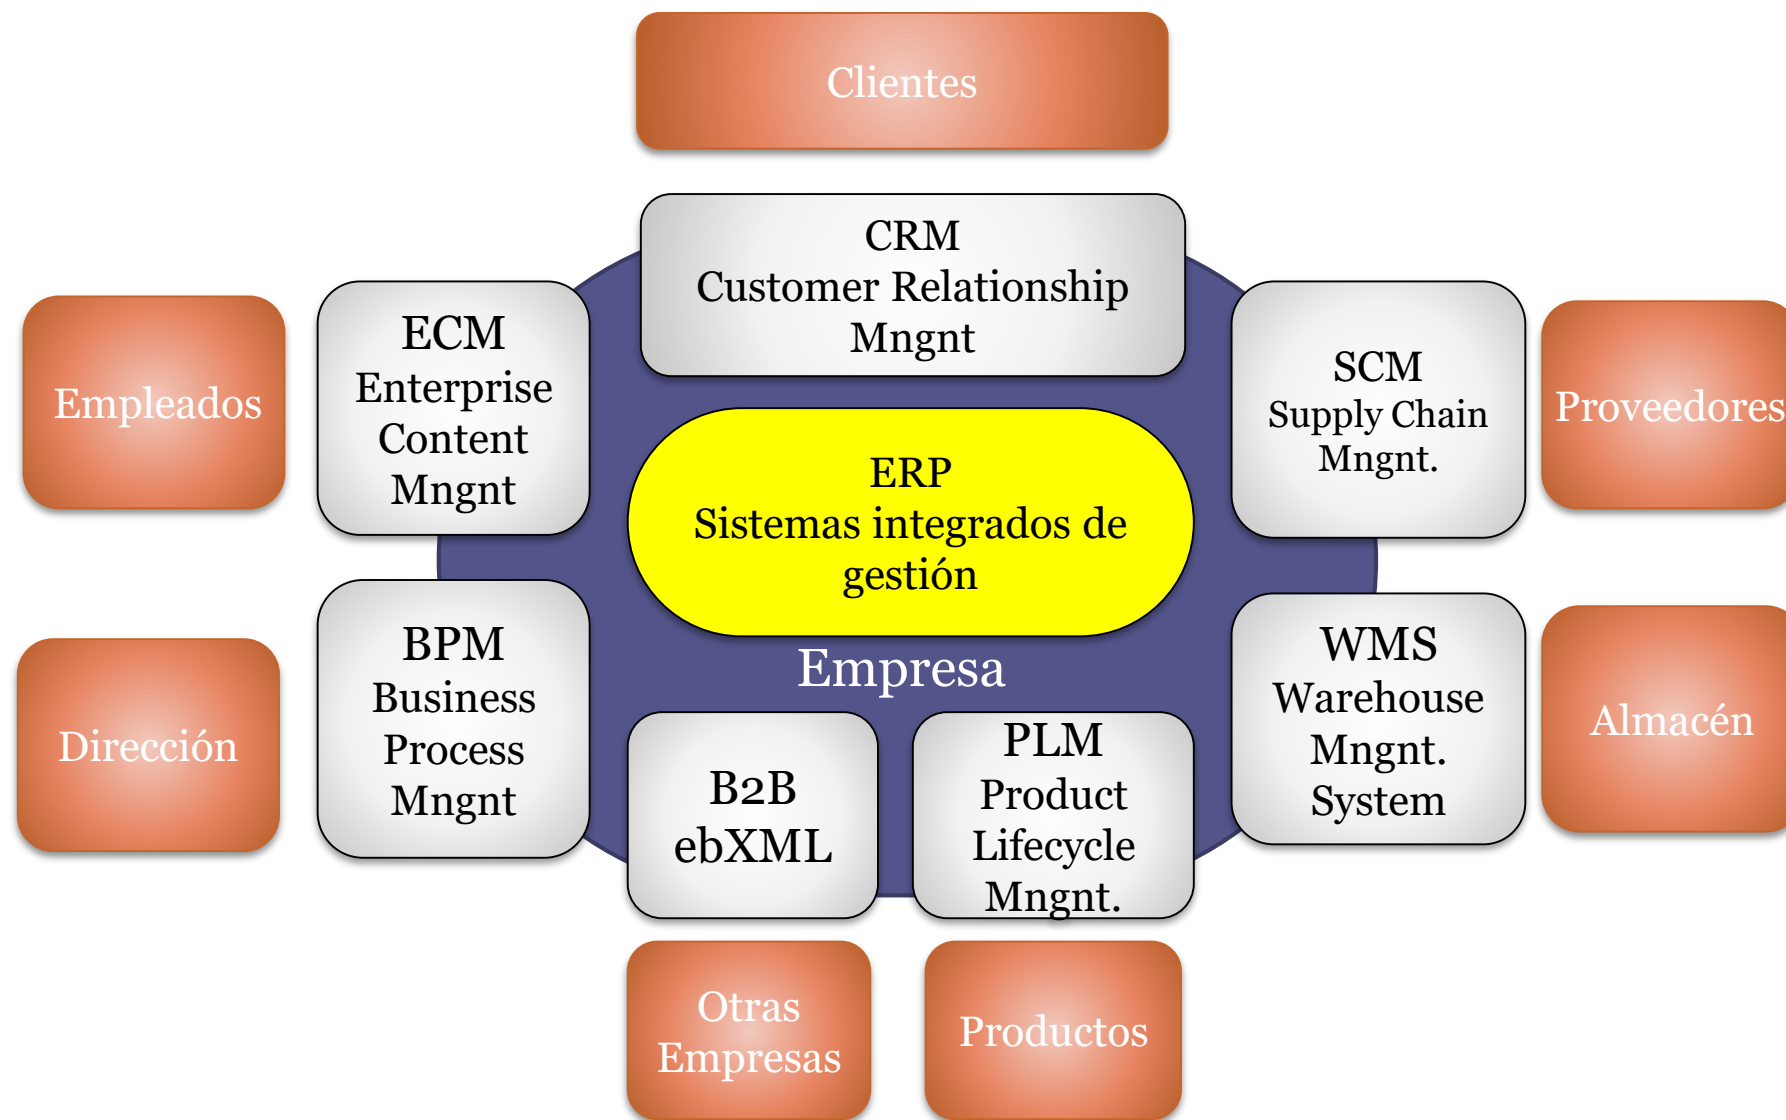 Clientes
CRM
Customer Relationship
Mngnt
Empleados
ECM
Enterprise
Content
Mngnt
SCM
Supply Chain
Mngnt.
Proveedores
ERP
Sistemas integrados de
gestión
Empresa
Dirección
BPM
Business
Process
Mngnt
B2B
ebXML
PLM
Product
Lifecycle
Mngnt.
WMS
Warehouse
Mngnt.
System
Almacén
Otras
Empresas
Productos